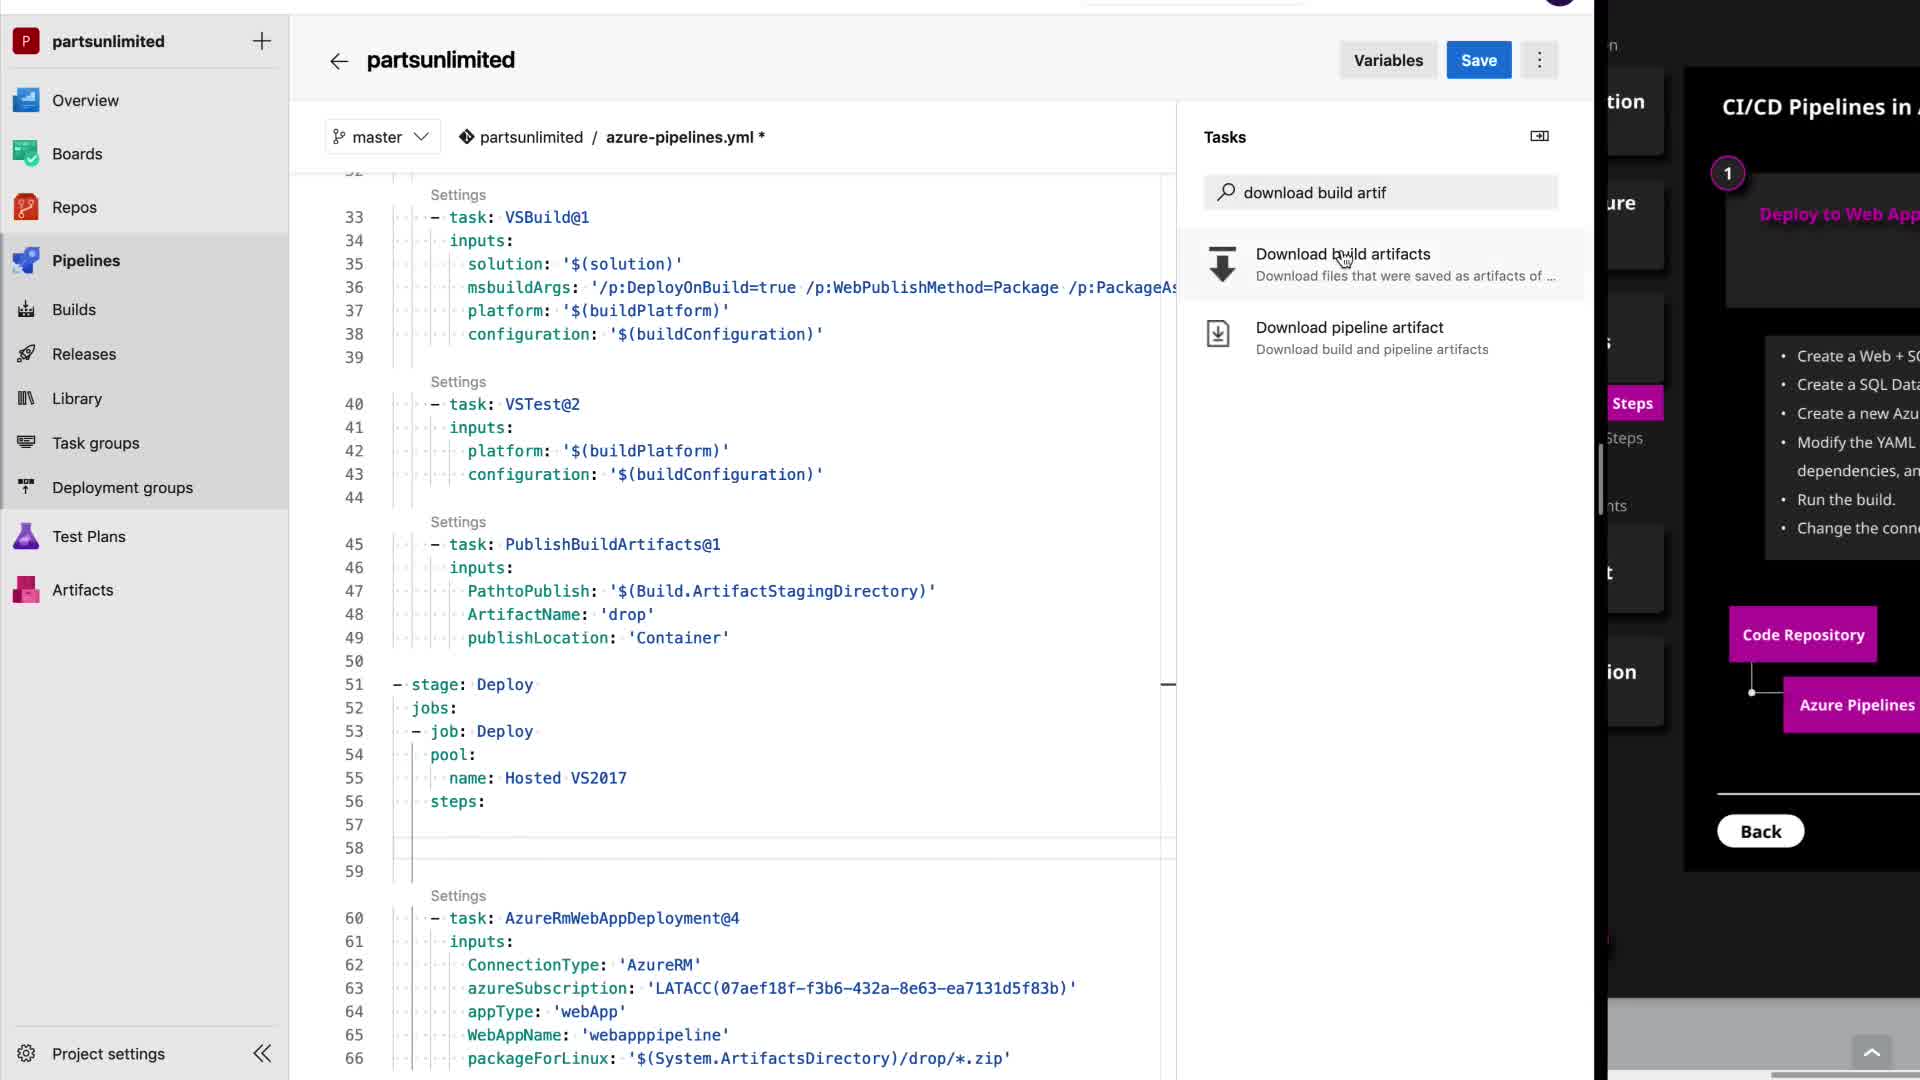 P partsunlimited
Overview
Boards
Repos
Pipelines
Builds
Releases
Library
Task groups
Deployment groups
Test Plans
Artifacts
Project settings
partsunlimited
Variables
Save
master
partsunlimited / azure-pipelines.yml *
Settings
33 - task: VSBuild@1
34 inputs:
35 solution: '$(solution)'
36 msbuildArgs: '/p:DeployOnBuild=true /p:WebPublishMethod=Package /p:PackageAs
37 platform: '$(buildPlatform)'
38 configuration: '$(buildConfiguration)'
39
Settings
40 - task: VSTest@2
41 inputs:
42 platform: '$(buildPlatform)'
43 configuration: '$(buildConfiguration)'
44
Settings
45 - task: PublishBuildArtifacts@1
46 inputs:
47 PathtoPublish: '$(Build.ArtifactStagingDirectory)'
48 ArtifactName: 'drop'
49 publishLocation: 'Container'
50
51 - stage: Deploy
52 jobs:
53 - job: Deploy
54 pool:
55 name: Hosted VS2017
56 steps:
57
58
59
Settings
60 - task: AzureRmWebAppDeployment@4
61 inputs:
62 ConnectionType: 'AzureRM'
63 azureSubscription: 'LATACC(07aef18f-f3b6-432a-8e63-ea7131d5f83b)'
64 appType: 'webApp'
65 WebAppName: 'webapppipeline'
66 packageForLinux: '$(System.ArtifactsDirectory)/drop/*.zip'
Tasks
download build artif
Download build artifacts
Download files that were saved as artifacts of ...
Download pipeline artifact
Download build and pipeline artifacts
tion
ure
Steps
Steps
nts
t
ion
CI/CD Pipelines in
1
Deploy to Web App
• Create a Web + S
• Create a SQL Data
• Create a new Azu
• Modify the YAML
dependencies, an
• Run the build.
• Change the conn
Code Repository
Azure Pipelines
Back